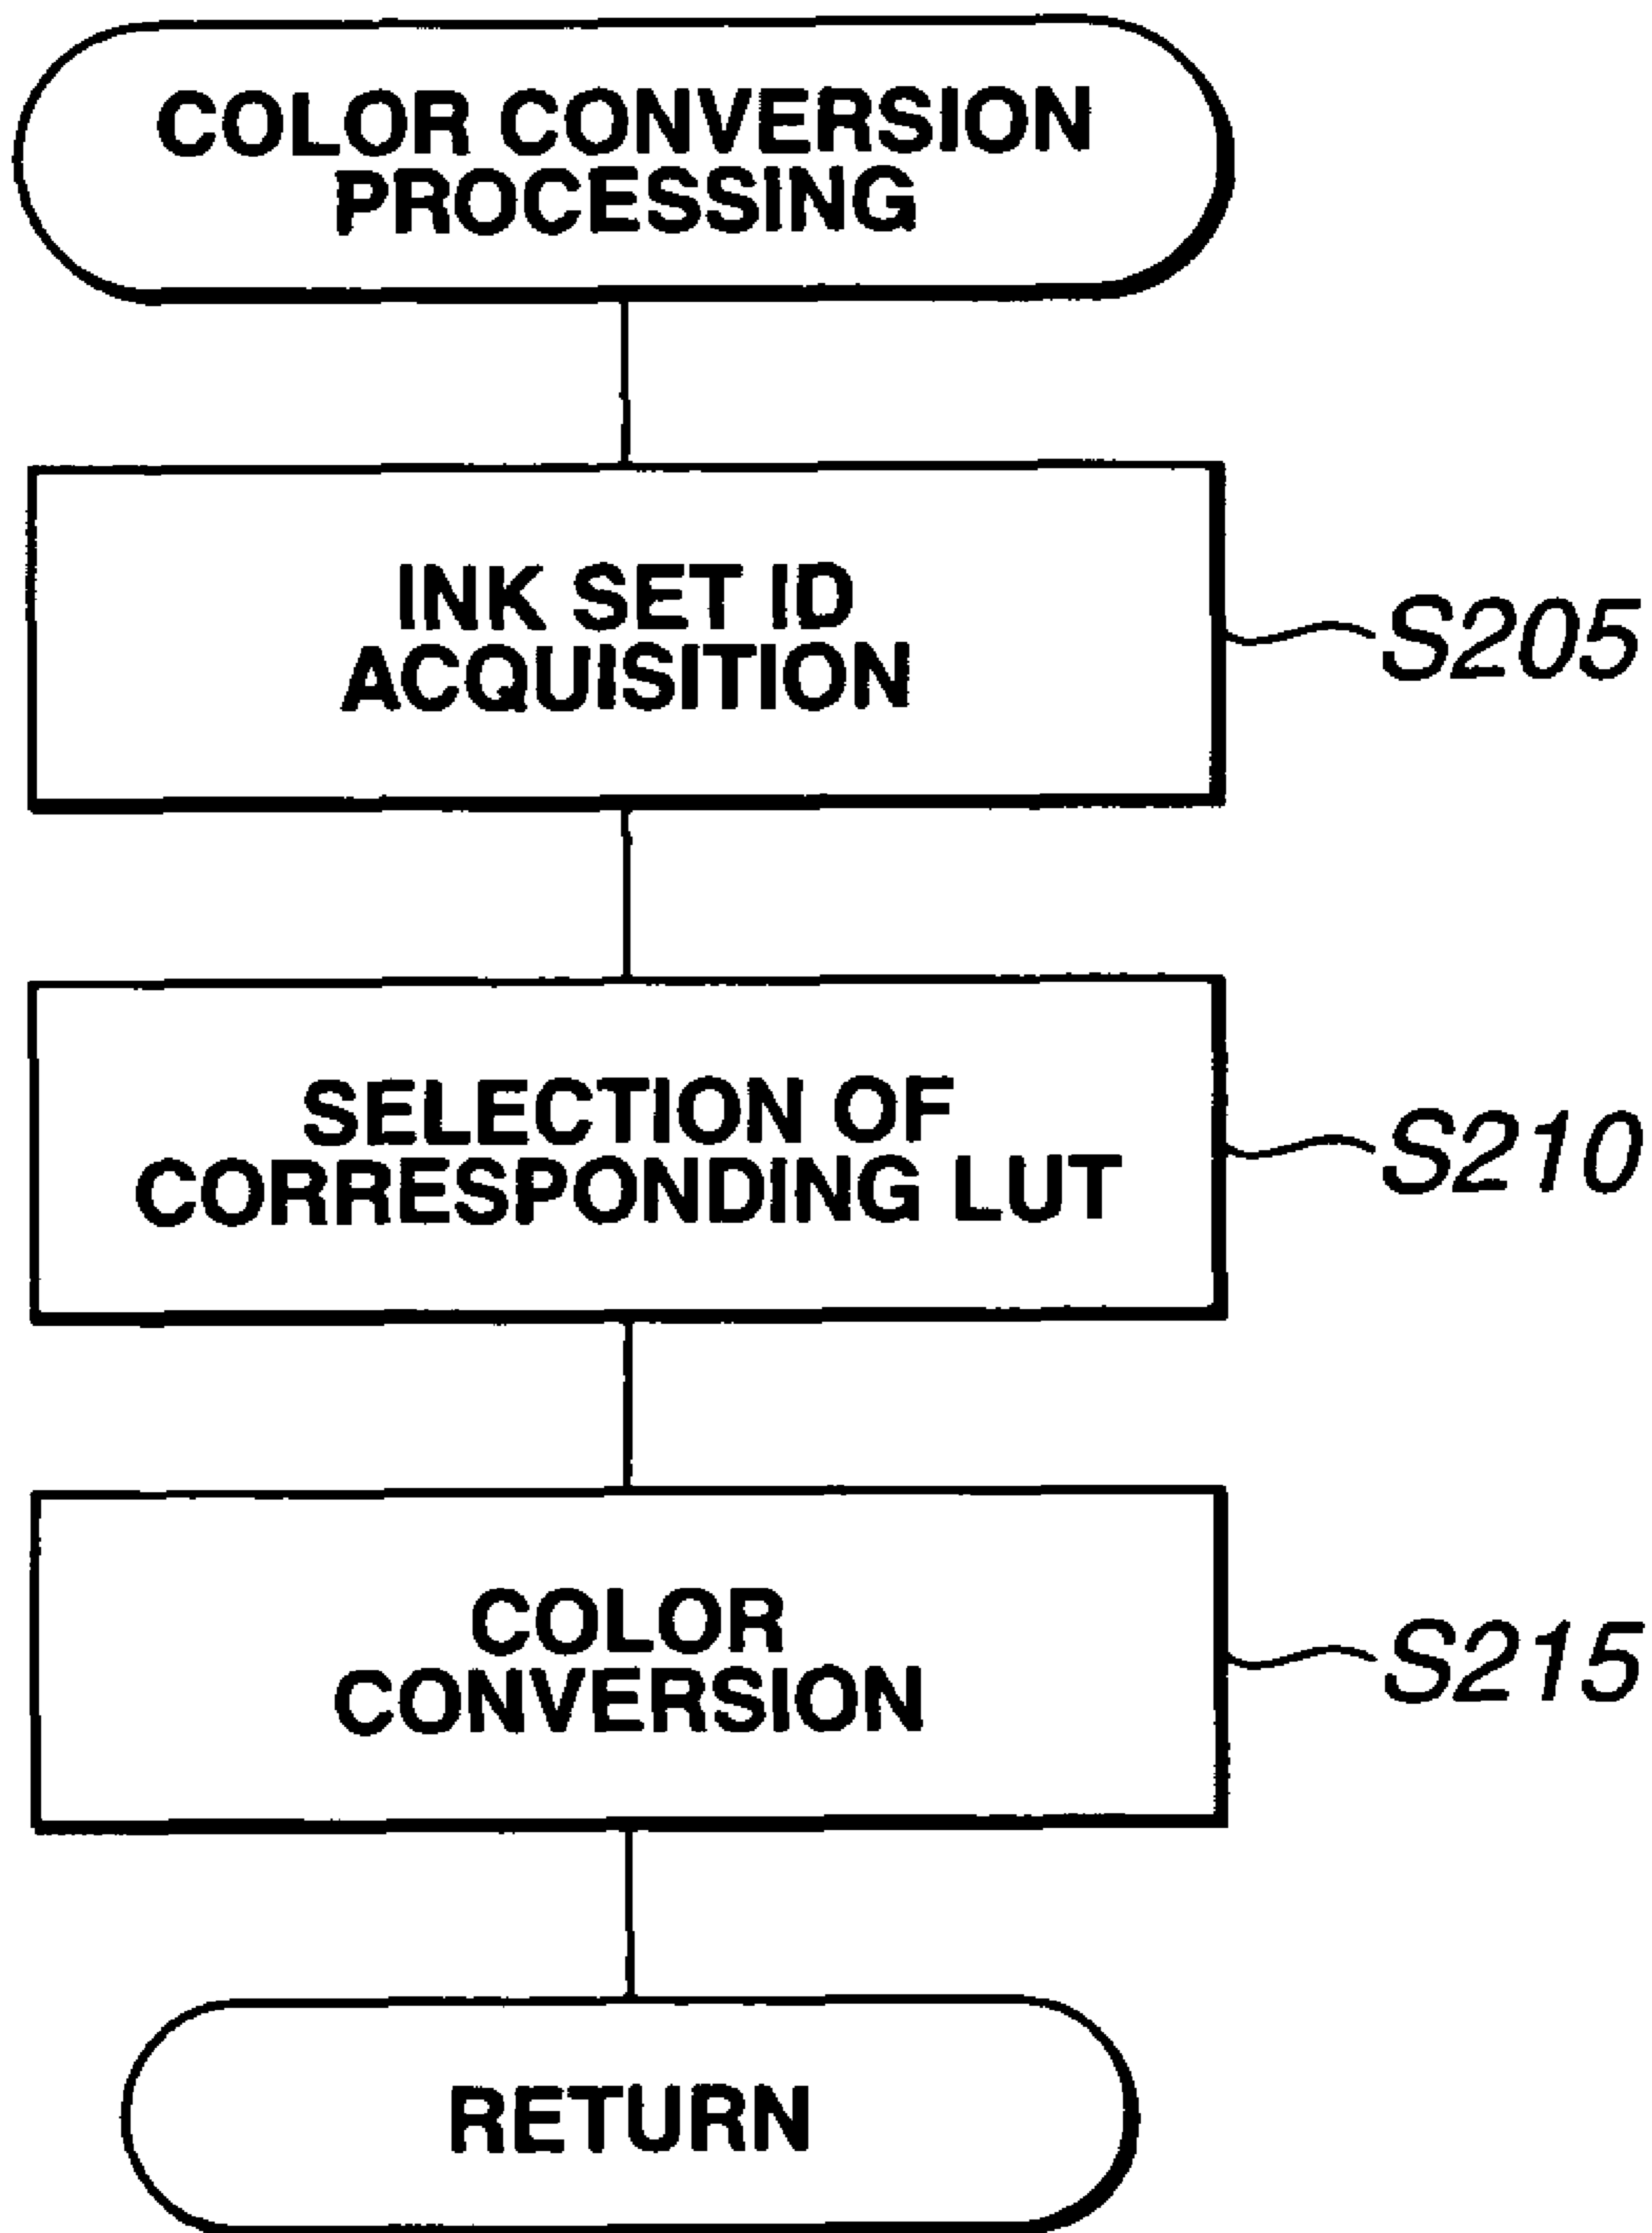 COLOR CONVERSION
PROCESSING
INK SET ID
ACQUISITION
S205
SELECTION OF
CORRESPONDING LUT
S210
COLOR
CONVERSION
S215
RETURN